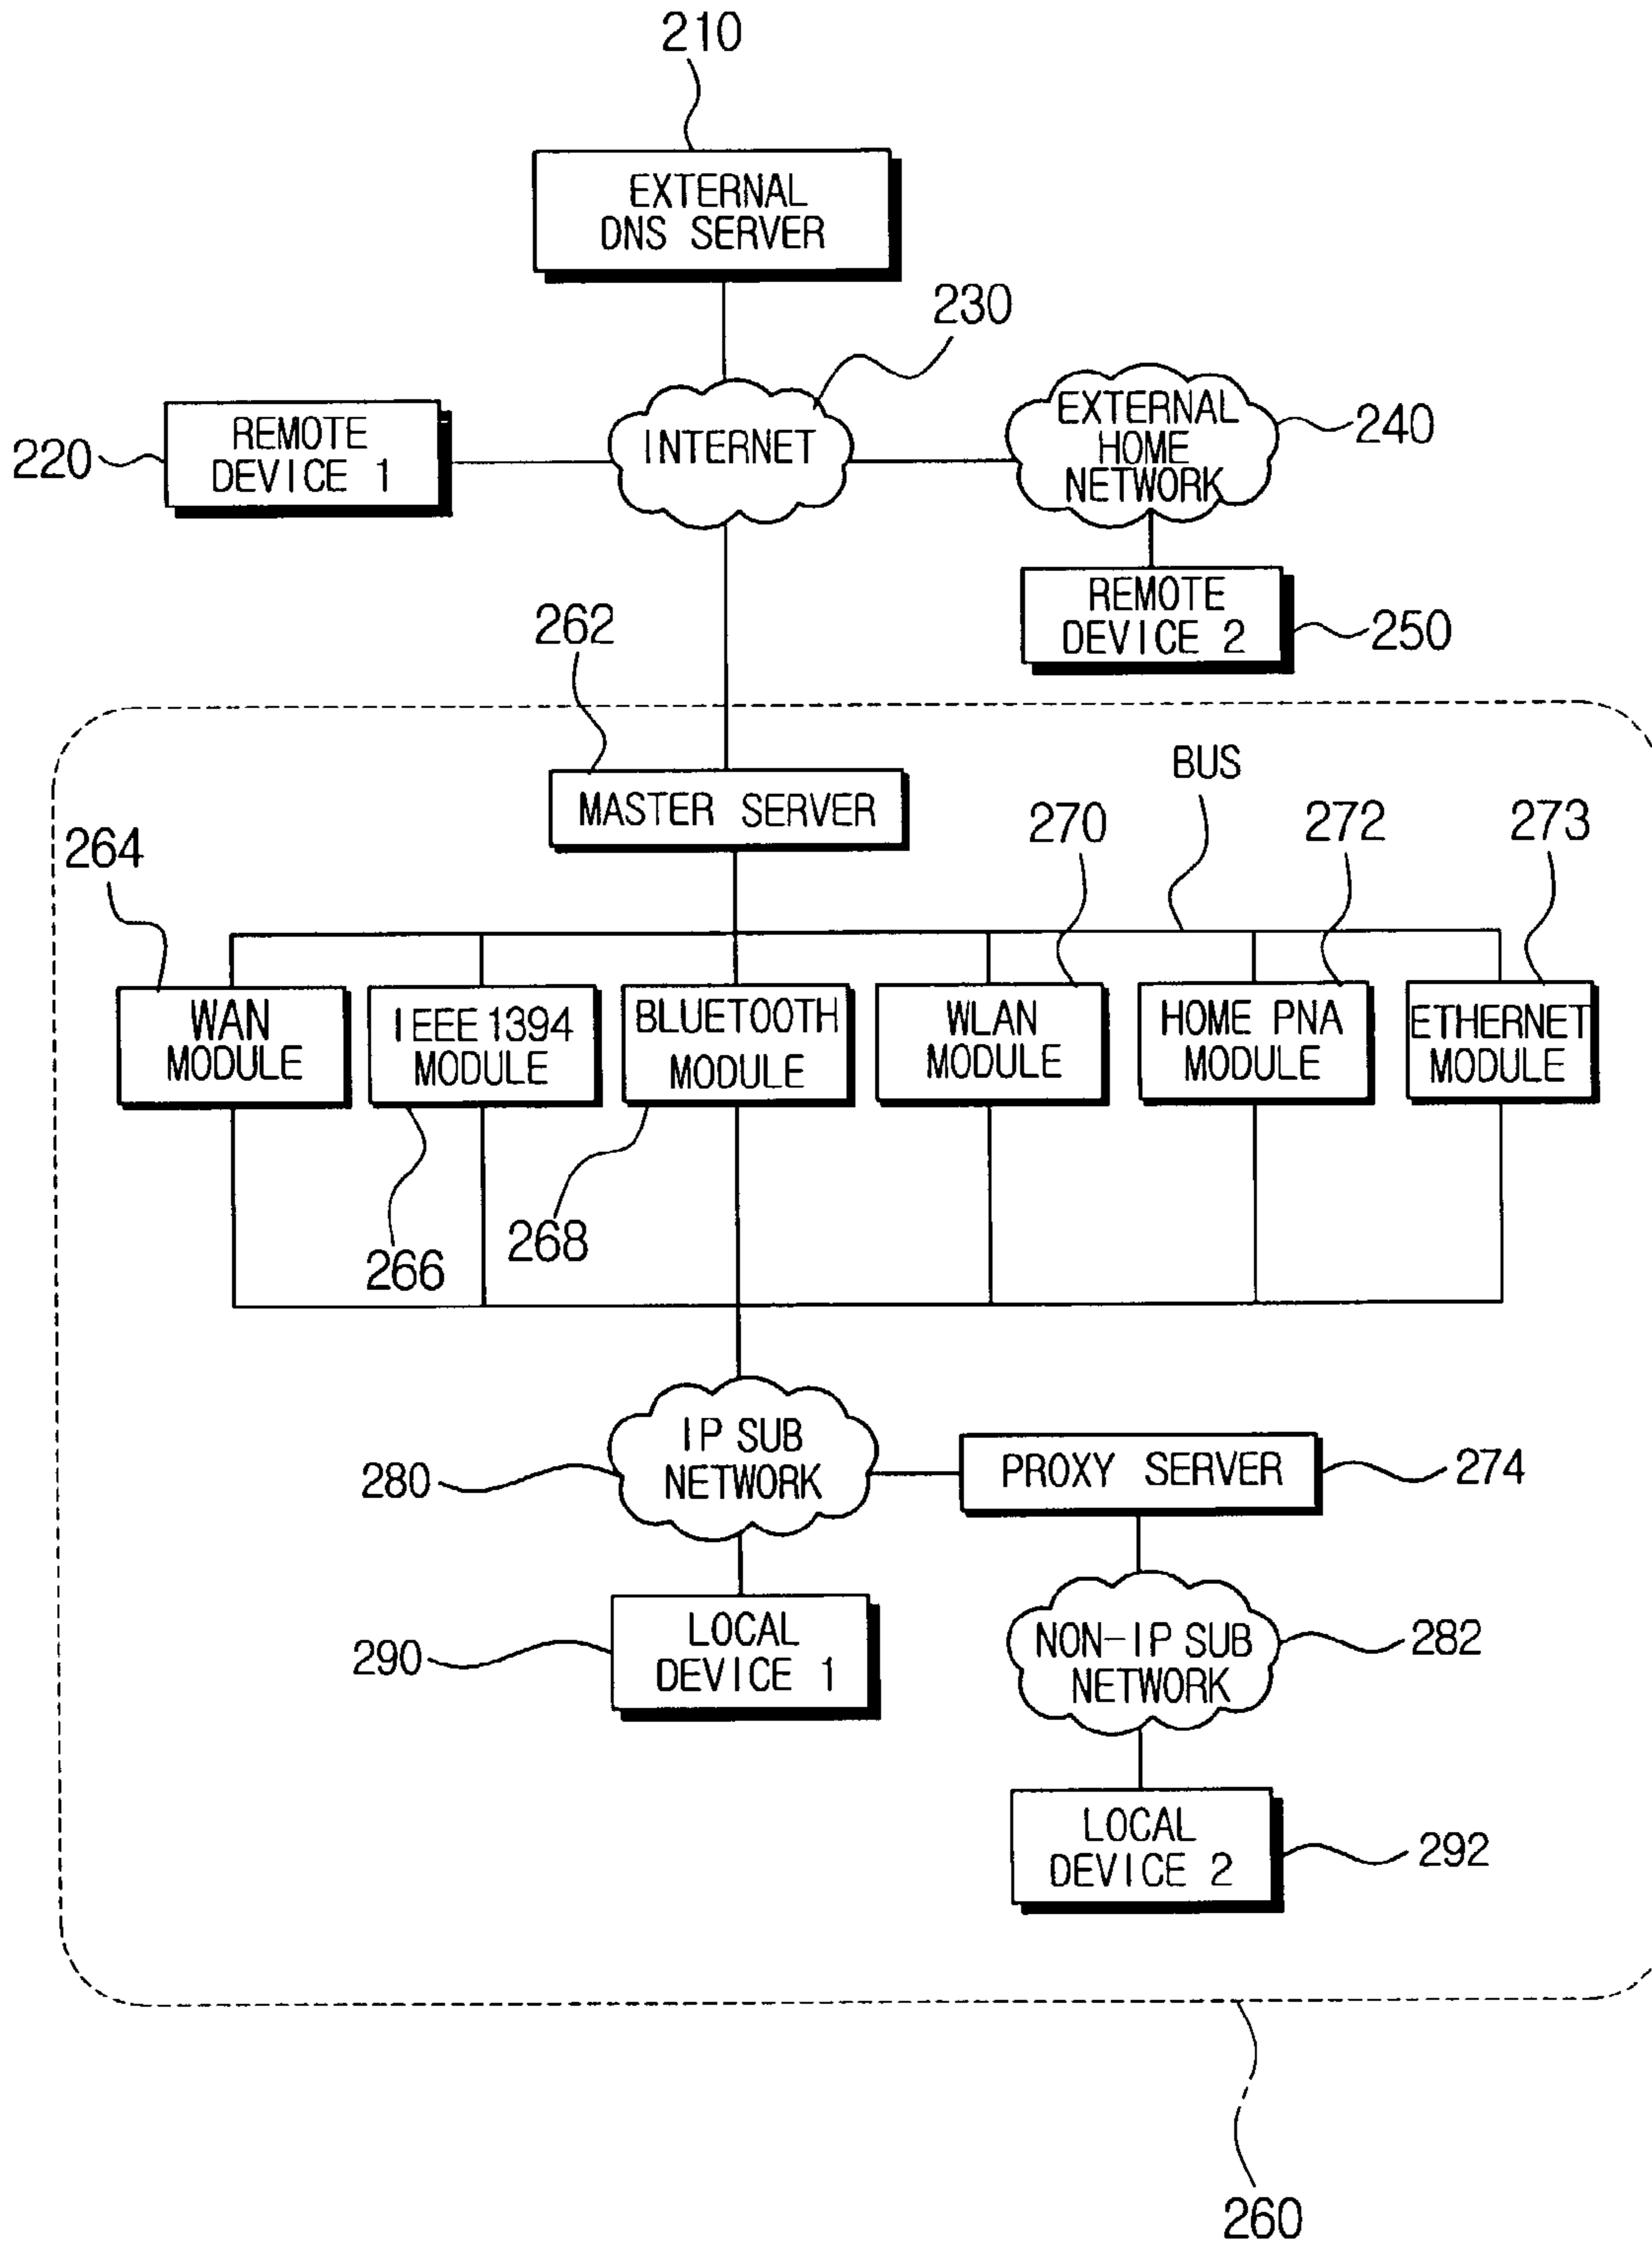 210
EXTERNAL
DNS SERVER
230
220
REMOTE
DEVICE 1
INTERNET
EXTERNAL
HOME
NETWORK
240
262
REMOTE
DEVICE 2
250
BUS
MASTER SERVER
264
270
272
273
WAN
MODULE
IEEE 1394
MODULE
BLUETOOTH
MODULE
WLAN
MODULE
HOME PNA
MODULE
ETHERNET
MODULE
266
268
280
IP SUB
NETWORK
PROXY SERVER
274
290
LOCAL
DEVICE 1
NON-IP SUB
NETWORK
282
LOCAL
DEVICE 2
292
260